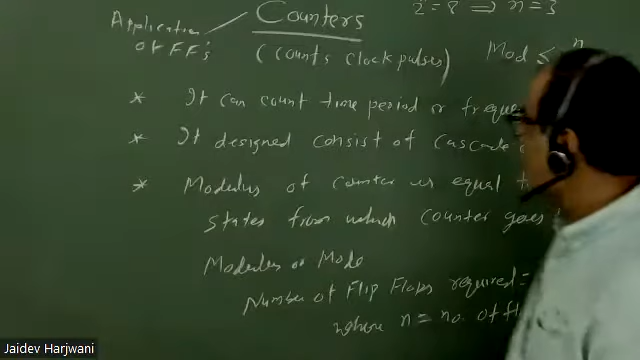 Application of FF's
Counters
2 = 8 ⇒ n = 3
(Counts Clock pulses)
Mod ≤ n
* It can count time period or freque
* It designed consist of Cascade
* Modulus of counter is equal t
states from which counter goes t
Modulus or Mode
Number of Flip Flops required =
where n = no. of fl
Jaidev Harjwani